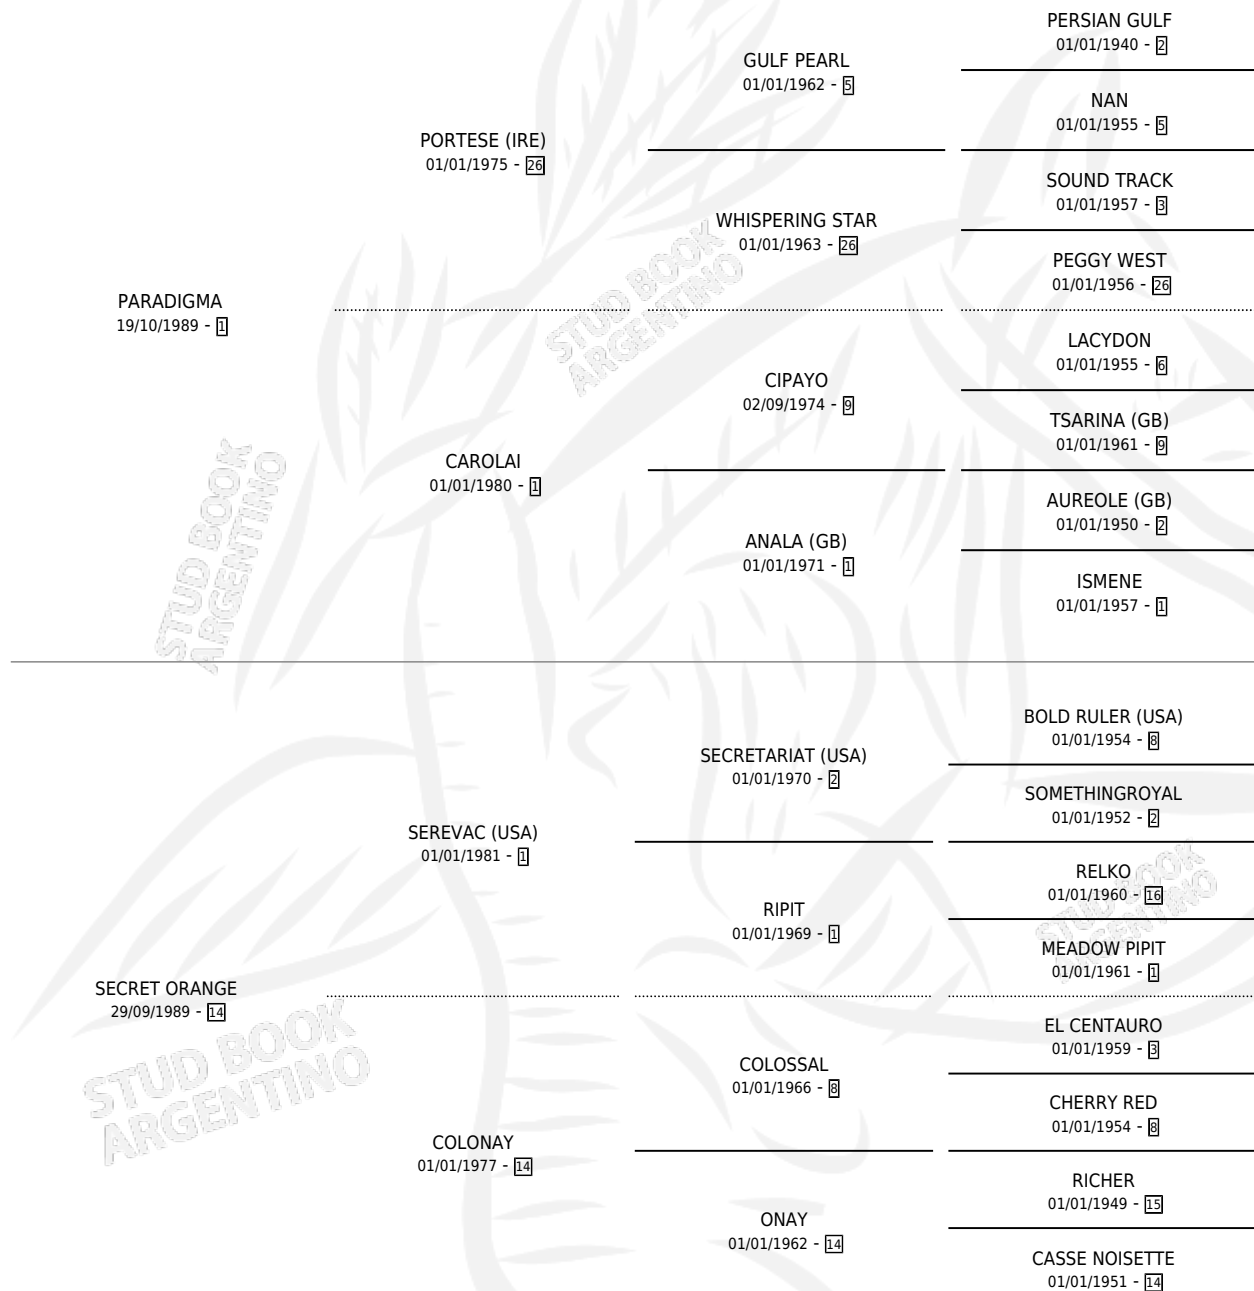 PERSIAN GULF
01/01/1940 - 2
GULF PEARL
01/01/1962 - 5
NAN
01/01/1955 - 5
PORTESE (IRE)
01/01/1975 - 26
SOUND TRACK
01/01/1957 - 3
WHISPERING STAR
01/01/1963 - 26
PEGGY WEST
01/01/1956 - 26
PARADIGMA
19/10/1989 - 1
LACYDON
01/01/1955 - 6
CIPAYO
02/09/1974 - 9
TSARINA (GB)
01/01/1961 - 9
CAROLAI
01/01/1980 - 1
AUREOLE (GB)
01/01/1950 - 2
ANALA (GB)
01/01/1971 - 1
ISMENE
01/01/1957 - 1
BOLD RULER (USA)
01/01/1954 - 8
SECRETARIAT (USA)
01/01/1970 - 2
SOMETHINGROYAL
01/01/1952 - 2
SEREVAC (USA)
01/01/1981 - 1
RELKO
01/01/1960 - 16
RIPIT
01/01/1969 - 1
MEADOW PIPIT
01/01/1961 - 1
SECRET ORANGE
29/09/1989 - 14
EL CENTAURO
01/01/1959 - 3
COLOSSAL
01/01/1966 - 8
CHERRY RED
01/01/1954 - 8
COLONAY
01/01/1977 - 14
RICHER
01/01/1949 - 15
ONAY
01/01/1962 - 14
CASSE NOISETTE
01/01/1951 - 14
STUD BOOK
ARGENTINO
STUD BOOK
ARGENTINO
STUD BOOK
ARGENTINO
STUD BOOK
ARGENTINO